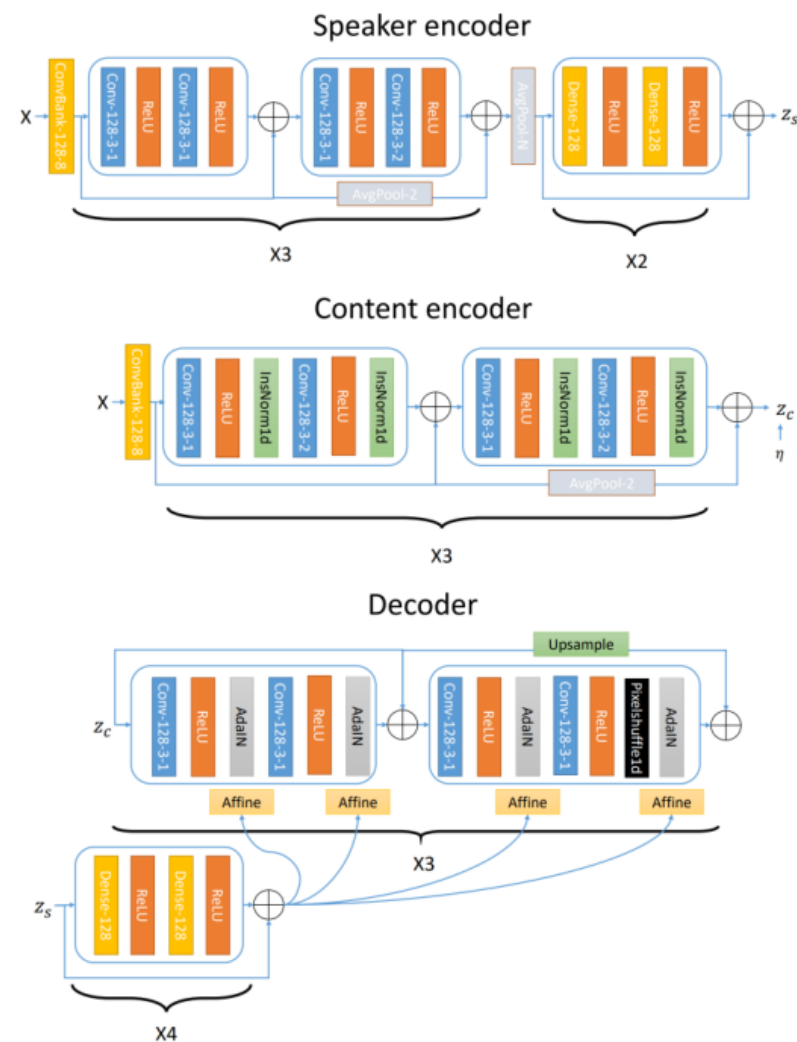 Speaker encoder
X
ConvBank-128-8
Conv-128-3-1
ReLU
Conv-128-3-1
ReLU
Conv-128-3-1
ReLU
Conv-128-3-2
ReLU
AvgPool-2
AvgPool-N
Dense-128
ReLU
Dense-128
ReLU
zs
X3
X2
Content encoder
X
ConvBank-128-8
Conv-128-3-1
ReLU
InsNorm1d
Conv-128-3-2
ReLU
InsNorm1d
Conv-128-3-1
ReLU
InsNorm1d
Conv-128-3-2
ReLU
InsNorm1d
AvgPool-2
zc
η
X3
Decoder
Upsample
zc
Conv-128-3-1
ReLU
AdaIN
Conv-128-3-1
ReLU
AdaIN
Conv-128-3-1
ReLU
AdaIN
Conv-128-3-1
ReLU
Pixelshuffle1d
AdaIN
Affine
Affine
Affine
Affine
X3
zs
Dense-128
ReLU
Dense-128
ReLU
X4